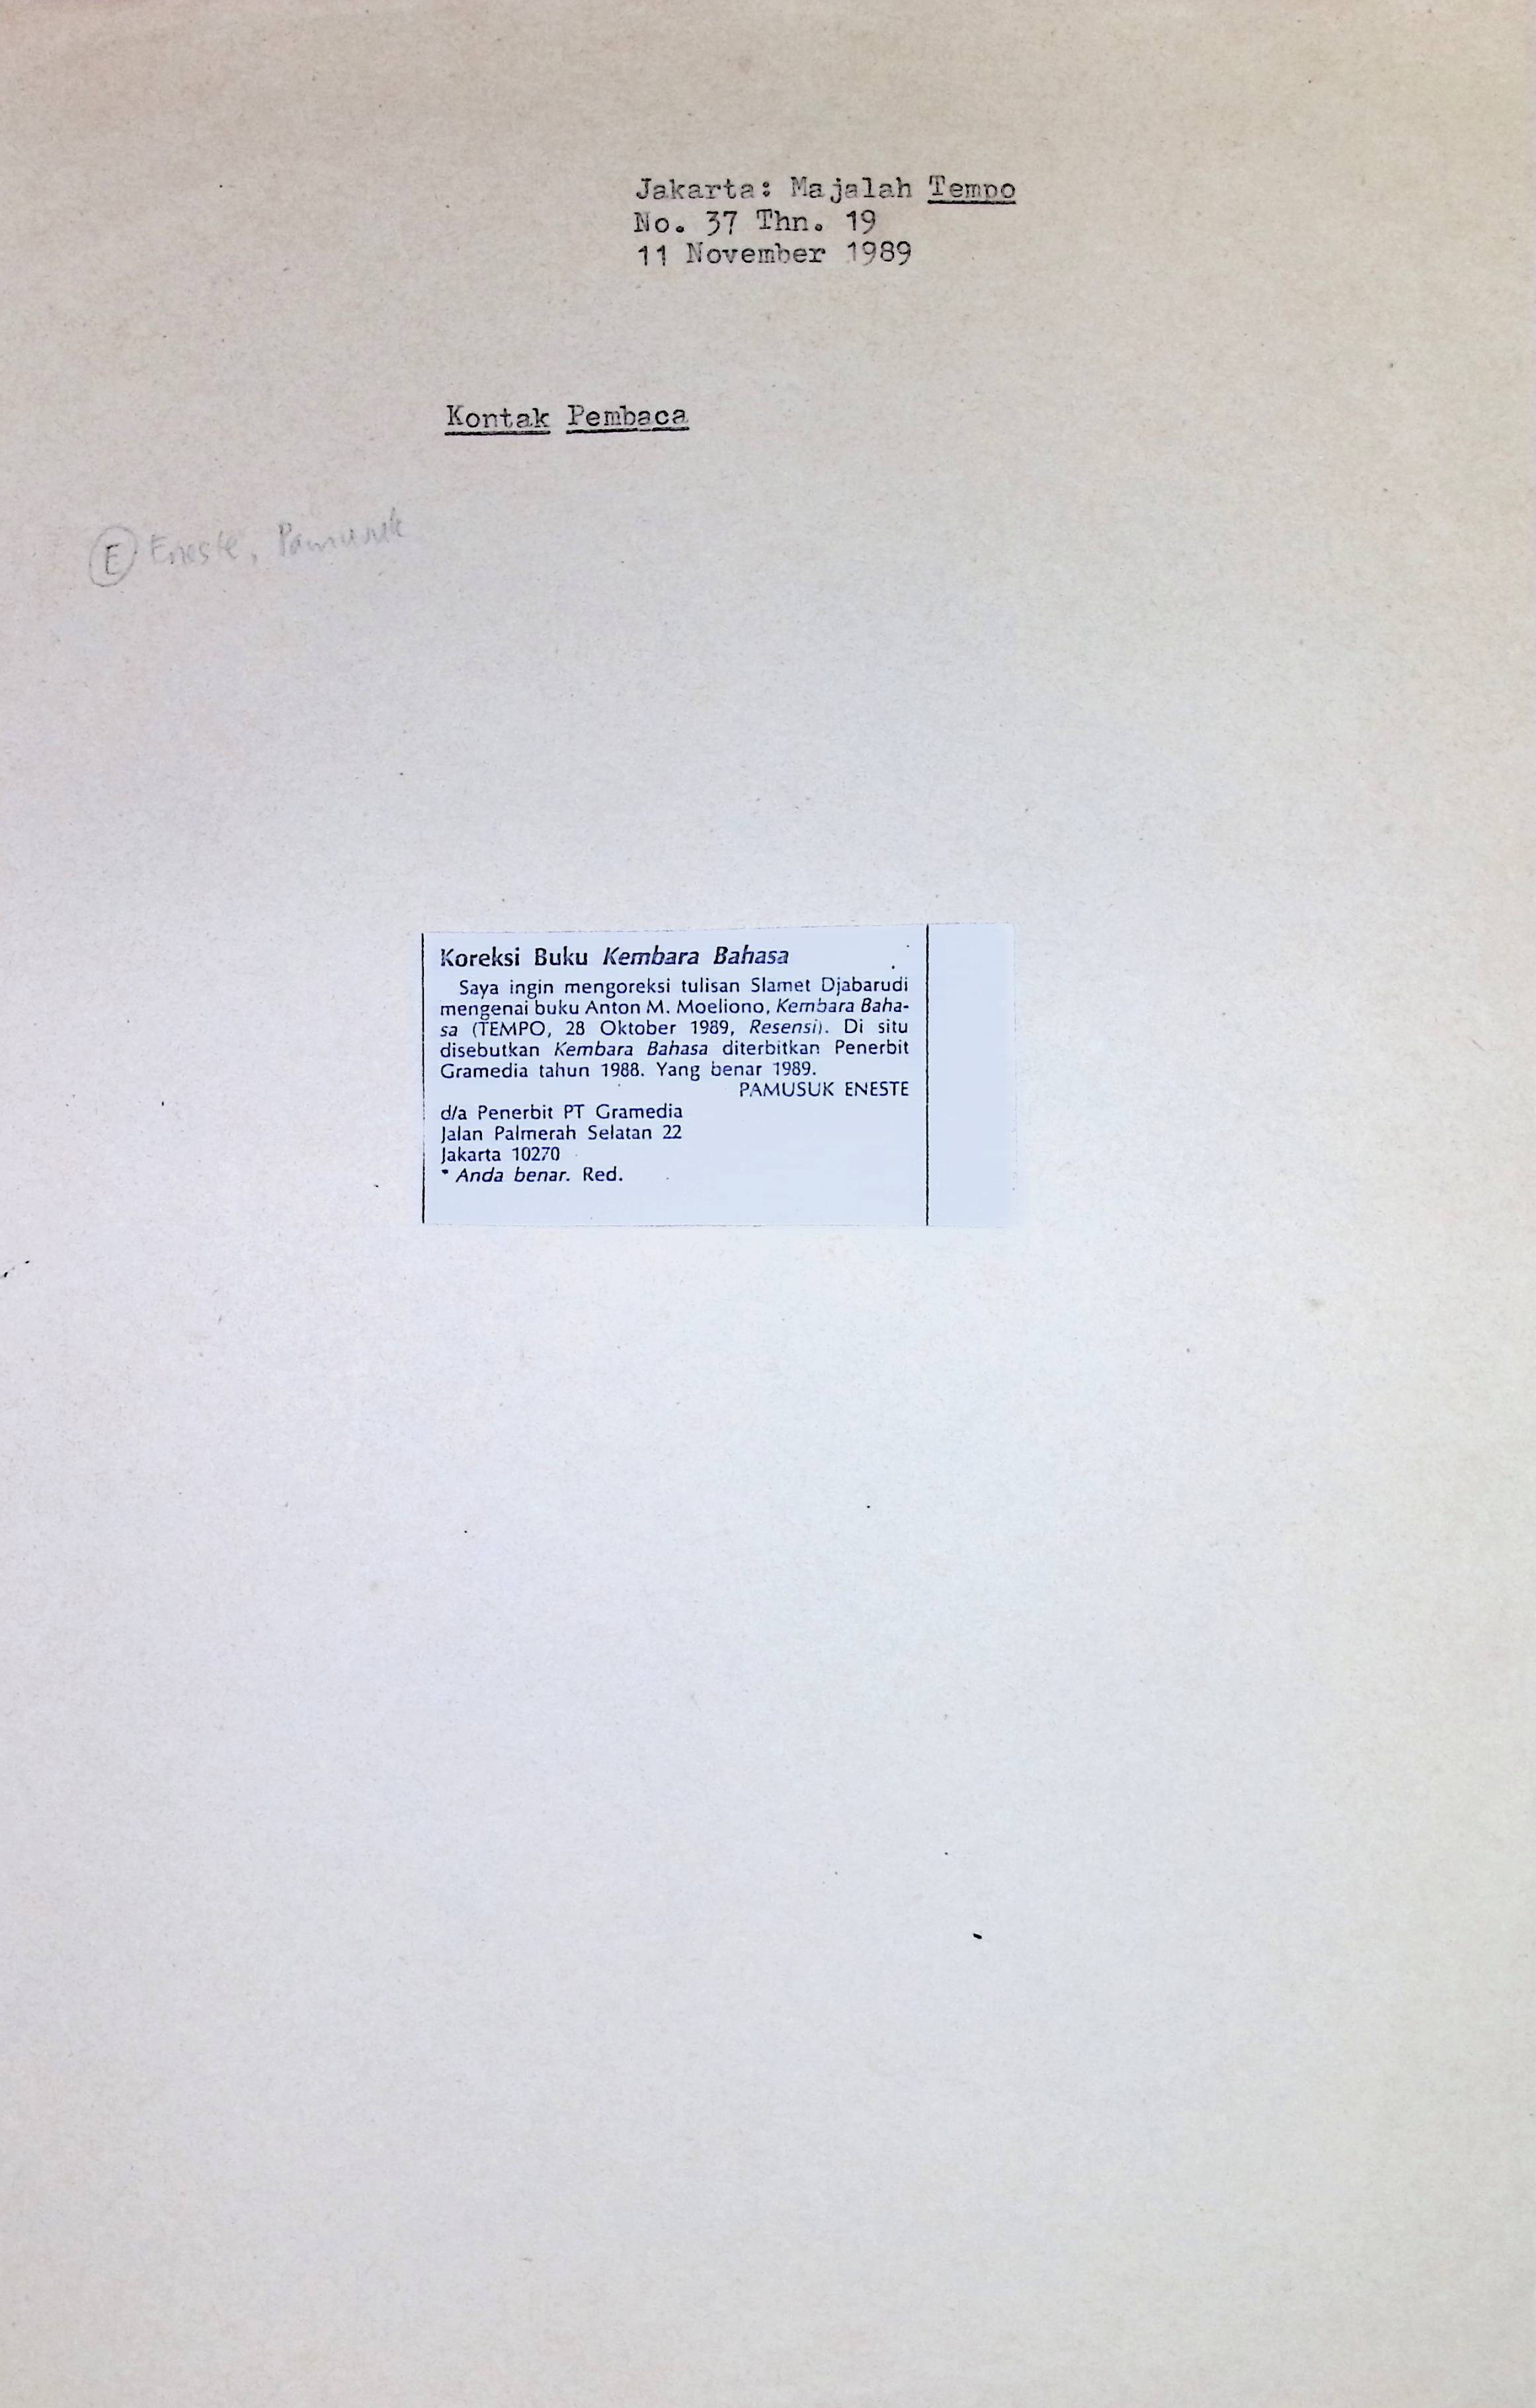 Jakarta: Majalah Tempo
No. 37 Thn. 19
11 November 1989
Kontak Pembaca
E Eneste, Pamusuk
Koreksi Buku Kembara Bahasa
Saya ingin mengoreksi tulisan Slamet Djabarudi
mengenai buku Anton M. Moeliono, Kembara Baha-
sa (TEMPO, 28 Oktober 1989, Resensi). Di situ
disebutkan Kembara Bahasa diterbitkan Penerbit
Gramedia tahun 1988. Yang benar 1989.
PAMUSUK ENESTE
d/a Penerbit PT Gramedia
Jalan Palmerah Selatan 22
Jakarta 10270
* Anda benar. Red.